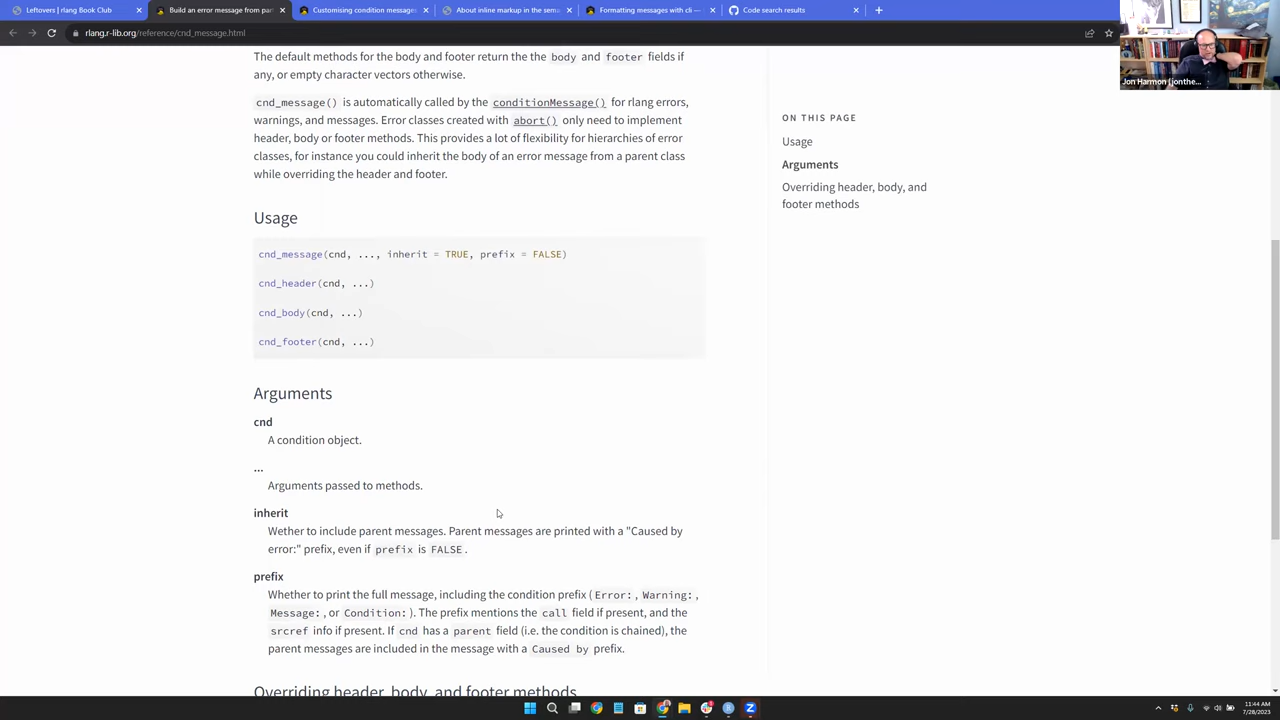 Leftovers | rlang Book Club
Build an error message from par
Customising condition messages
About inline markup in the sem
Formatting messages with cli —
Code search results
rlang.r-lib.org/reference/cnd_message.html
Jon Harmon (jonthe...
The default methods for the body and footer return the the body and footer fields if
any, or empty character vectors otherwise.
cnd_message() is automatically called by the conditionMessage() for rlang errors,
warnings, and messages. Error classes created with abort() only need to implement
header, body or footer methods. This provides a lot of flexibility for hierarchies of error
classes, for instance you could inherit the body of an error message from a parent class
while overriding the header and footer.
Usage
cnd_message(cnd, ..., inherit = TRUE, prefix = FALSE)
cnd_header(cnd, ...)
cnd_body(cnd, ...)
cnd_footer(cnd, ...)
Arguments
cnd
A condition object.
...
Arguments passed to methods.
inherit
Wether to include parent messages. Parent messages are printed with a "Caused by
error:" prefix, even if prefix is FALSE.
prefix
Whether to print the full message, including the condition prefix (Error:, Warning:,
Message:, or Condition:). The prefix mentions the call field if present, and the
srcref info if present. If cnd has a parent field (i.e. the condition is chained), the
parent messages are included in the message with a Caused by prefix.
Overriding header, body, and footer methods
ON THIS PAGE
Usage
Arguments
Overriding header, body, and
footer methods
11:44 AM
7/28/2023